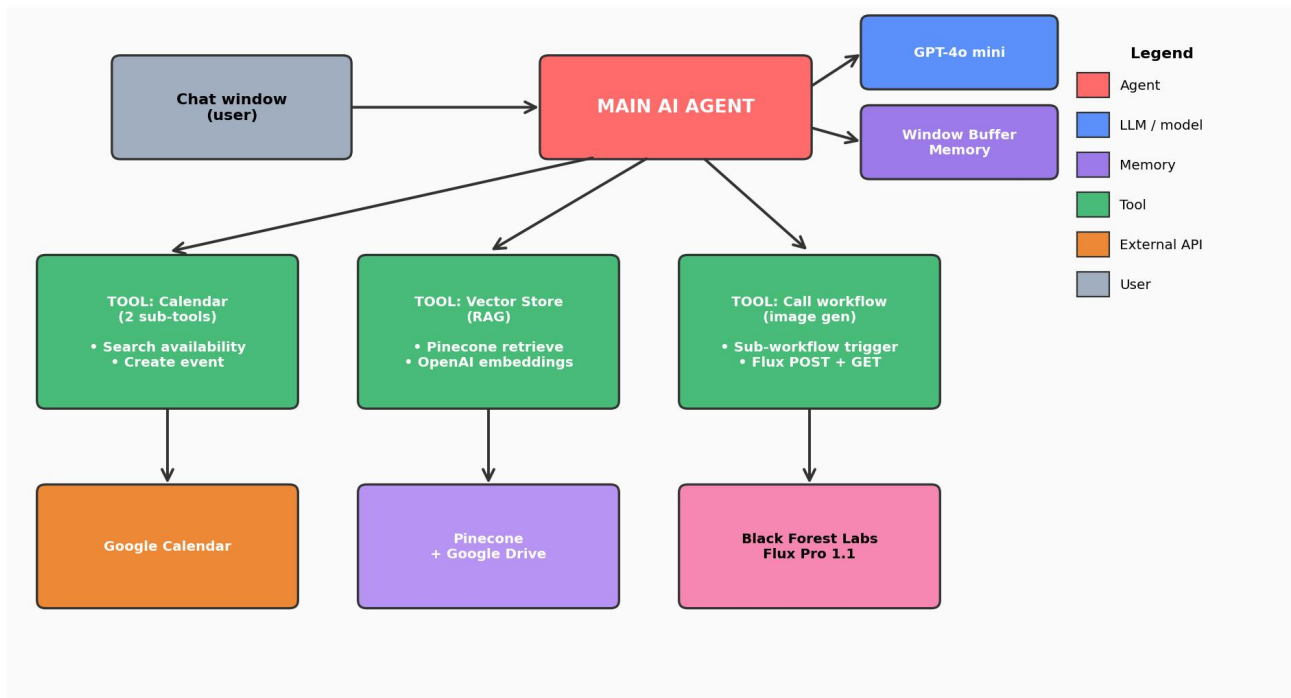 Chat window
(user)
MAIN AI AGENT
GPT-4o mini
Window Buffer
Memory
Legend
Agent
LLM / model
Memory
Tool
External API
User
TOOL: Calendar
(2 sub-tools)
• Search availability
• Create event
TOOL: Vector Store
(RAG)
• Pinecone retrieve
• OpenAI embeddings
TOOL: Call workflow
(image gen)
• Sub-workflow trigger
• Flux POST + GET
Google Calendar
Pinecone
+ Google Drive
Black Forest Labs
Flux Pro 1.1